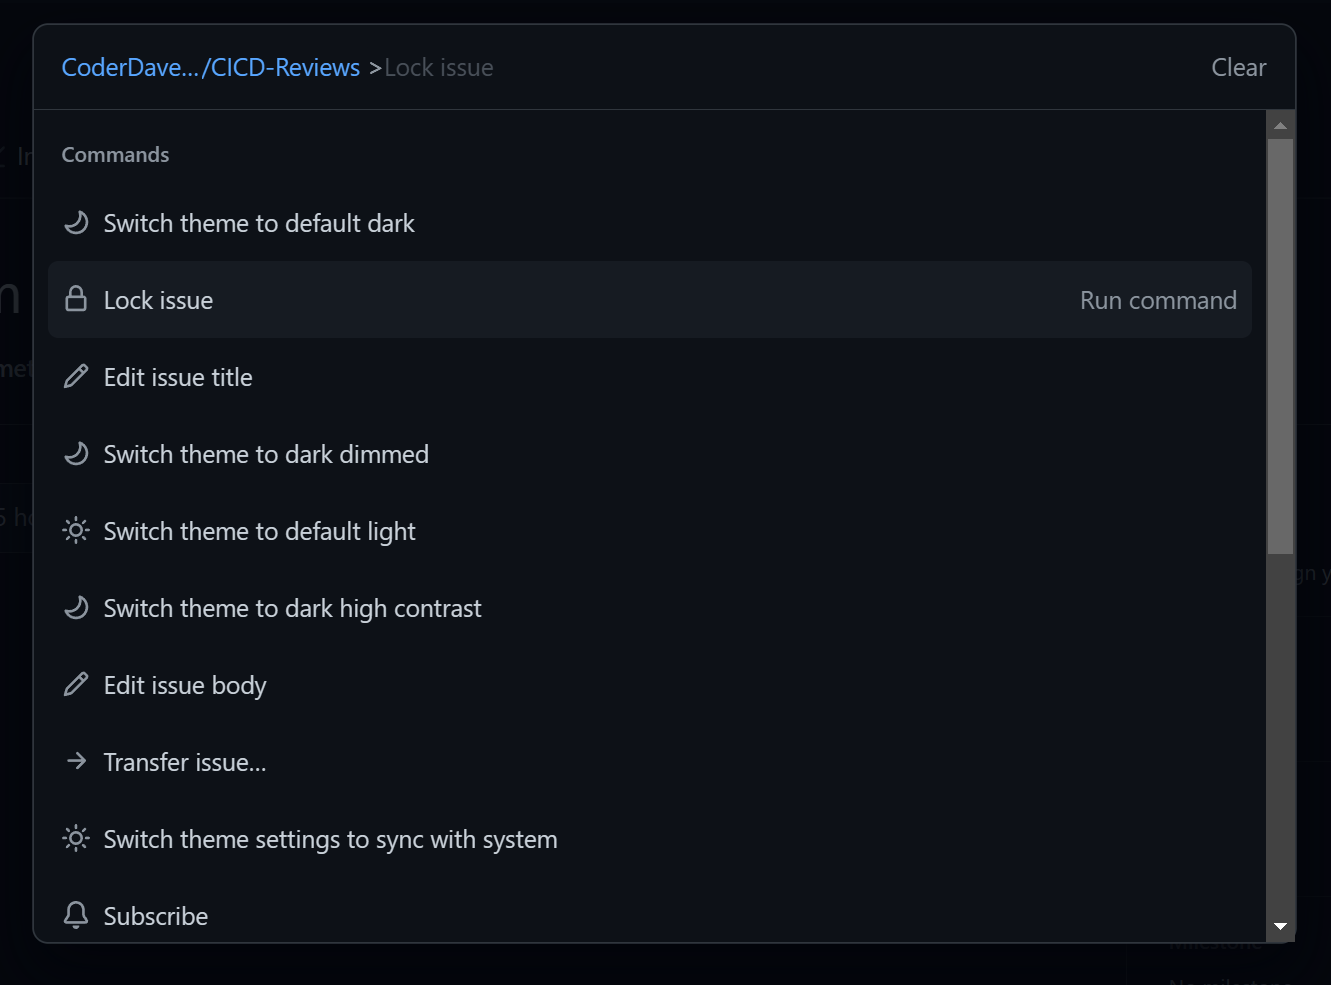 CoderDave.../CICD-Reviews >Lock issue Clear
Commands
Switch theme to default dark
Lock issue Run command
Edit issue title
Switch theme to dark dimmed
Switch theme to default light
Switch theme to dark high contrast
Edit issue body
Transfer issue...
Switch theme settings to sync with system
Subscribe
Milestone